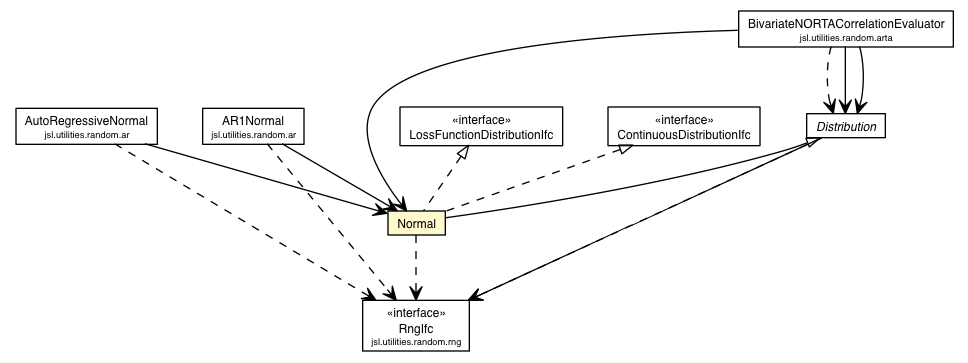 BivariateNORTACorrelationEvaluator
jsl.utilities.random.arta
AutoRegressiveNormal
jsl.utilities.random.ar
AR1Normal
jsl.utilities.random.ar
«interface»
LossFunctionDistributionIfc
«interface»
ContinuousDistributionIfc
Distribution
Normal
«interface»
RngIfc
jsl.utilities.random.rng